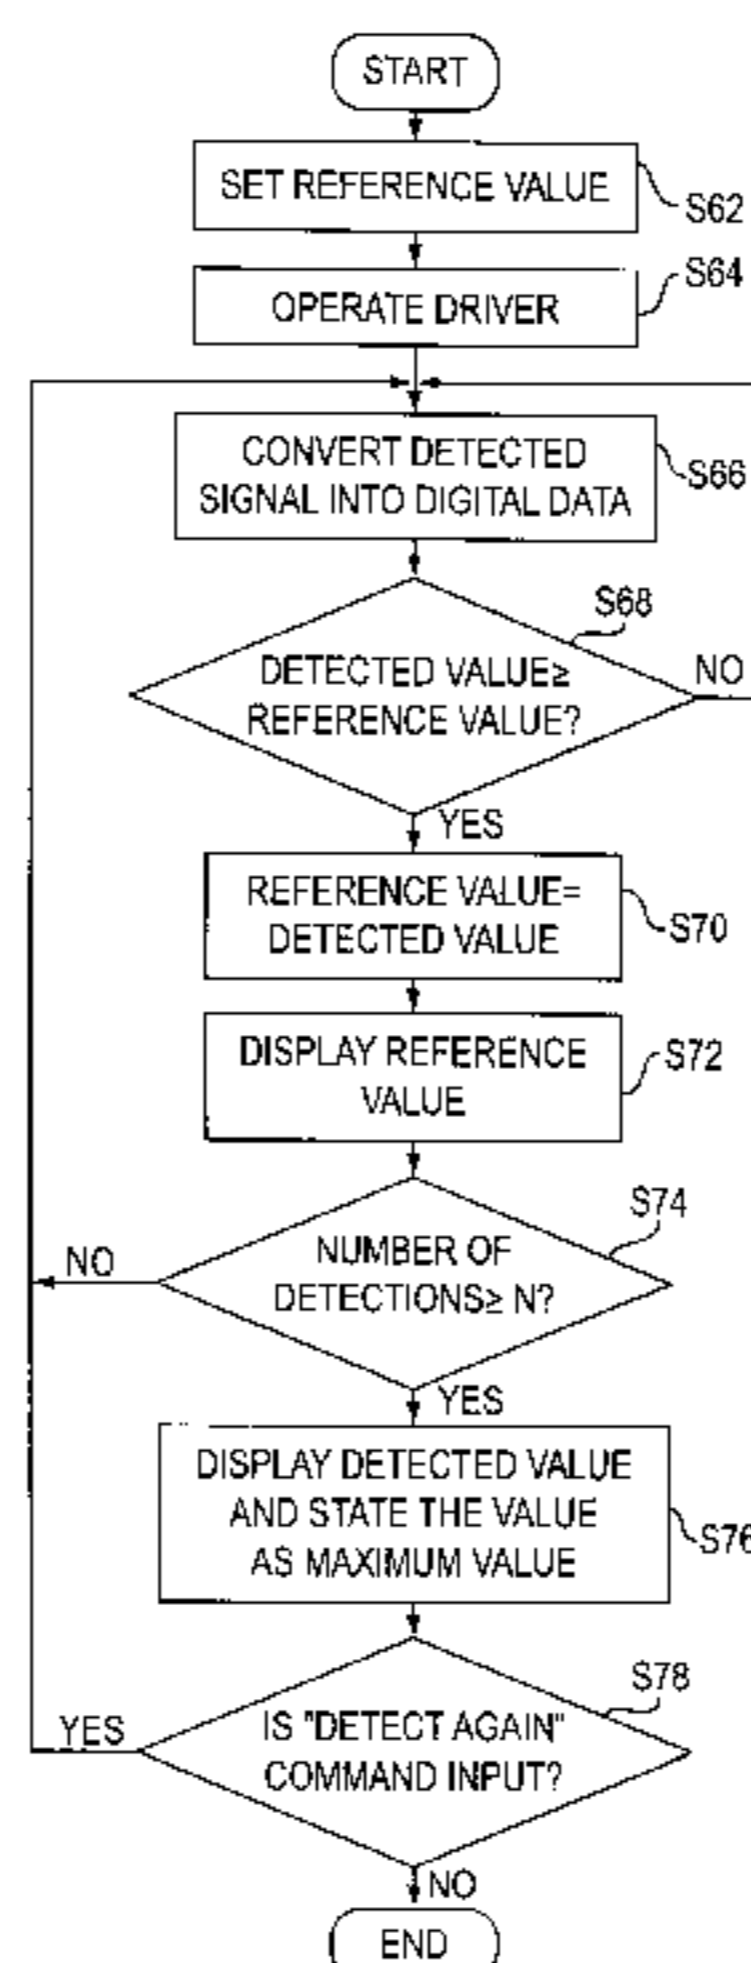 START
SET REFERENCE VALUE
S62
S64
OPERATE DRIVER
CONVERT DETECTED
SIGNAL INTO DIGITAL DATA
S66
S68
DETECTED VALUE≥
REFERENCE VALUE?
NO
YES
REFERENCE VALUE=
DETECTED VALUE
S70
DISPLAY REFERENCE
VALUE
S72
S74
NUMBER OF
DETECTIONS≥ N?
NO
YES
DISPLAY DETECTED VALUE
AND STATE THE VALUE
AS MAXIMUM VALUE
S76
S78
IS "DETECT AGAIN"
COMMAND INPUT?
YES
NO
END